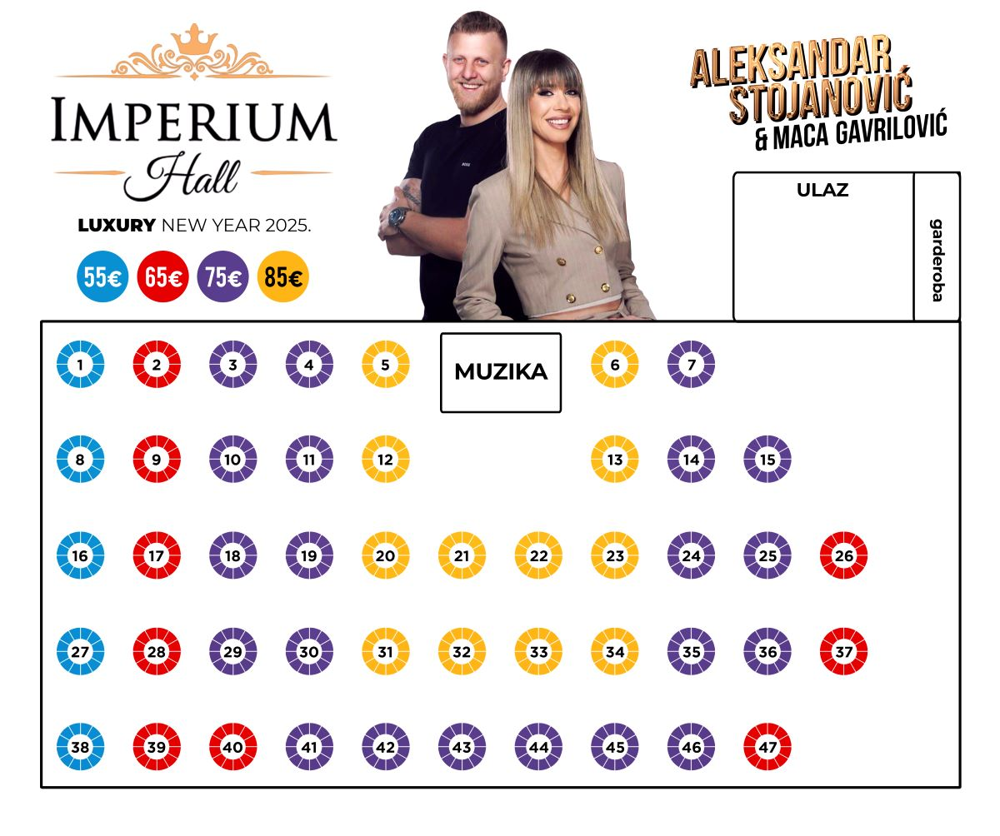 IMPERIUM
Hall
LUXURY NEW YEAR 2025.
55€ 65€ 75€ 85€
BOSS
ALEKSANDAR
STOJANOVIĆ
& MACA GAVRILOVIĆ
ULAZ
garderoba
MUZIKA
1 2 3 4 5 6 7
8 9 10 11 12 13 14 15
16 17 18 19 20 21 22 23 24 25 26
27 28 29 30 31 32 33 34 35 36 37
38 39 40 41 42 43 44 45 46 47